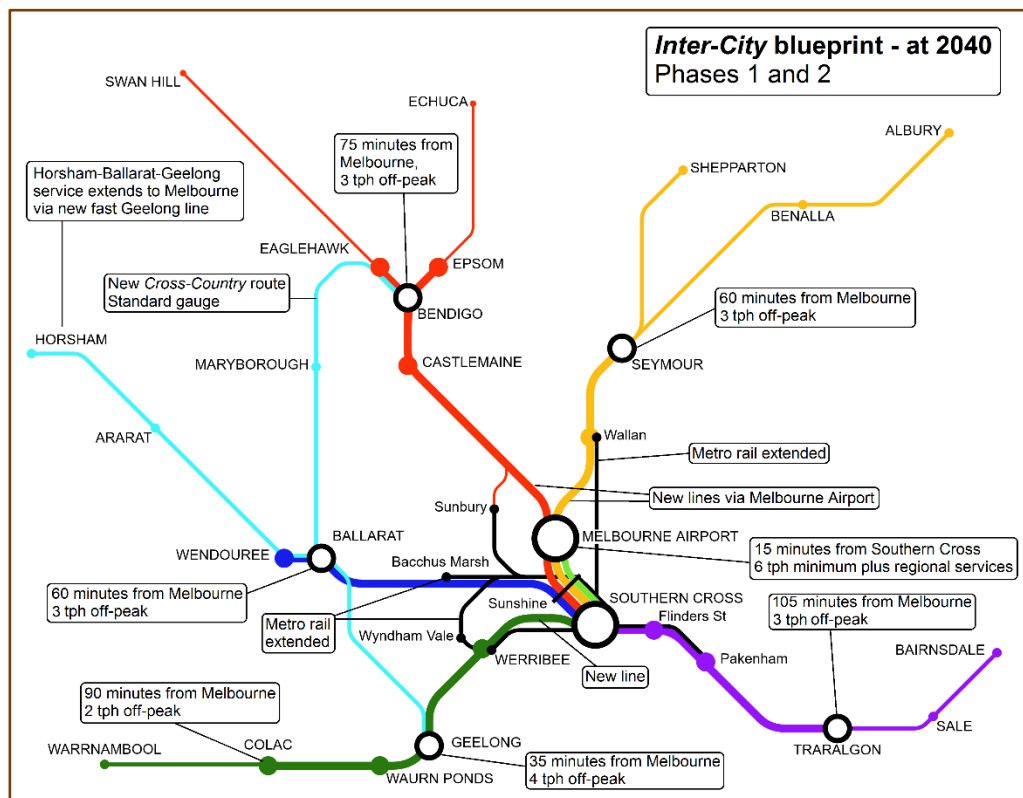 Inter-City blueprint - at 2040
Phases 1 and 2
SWAN HILL
ECHUCA
ALBURY
75 minutes from
Melbourne,
3 tph off-peak
SHEPPARTON
Horsham-Ballarat-Geelong
service extends to Melbourne
via new fast Geelong line
BENALLA
EAGLEHAWK
EPSOM
New Cross-Country route
Standard gauge
60 minutes from Melbourne
3 tph off-peak
BENDIGO
HORSHAM
MARYBOROUGH
CASTLEMAINE
SEYMOUR
ARARAT
Wallan
Metro rail extended
New lines via Melbourne Airport
Sunbury
MELBOURNE AIRPORT
BALLARAT
WENDOUREE
Bacchus Marsh
15 minutes from Southern Cross
6 tph minimum plus regional services
60 minutes from Melbourne
3 tph off-peak
Sunshine
SOUTHERN CROSS
Flinders St
105 minutes from Melbourne
3 tph off-peak
Metro rail
extended
Wyndham Vale
WERRIBEE
New line
Pakenham
BAIRNSDALE
90 minutes from Melbourne
2 tph off-peak
SALE
WARRNAMBOOL
COLAC
GEELONG
TRARALGON
35 minutes from Melbourne
4 tph off-peak
WAURN PONDS